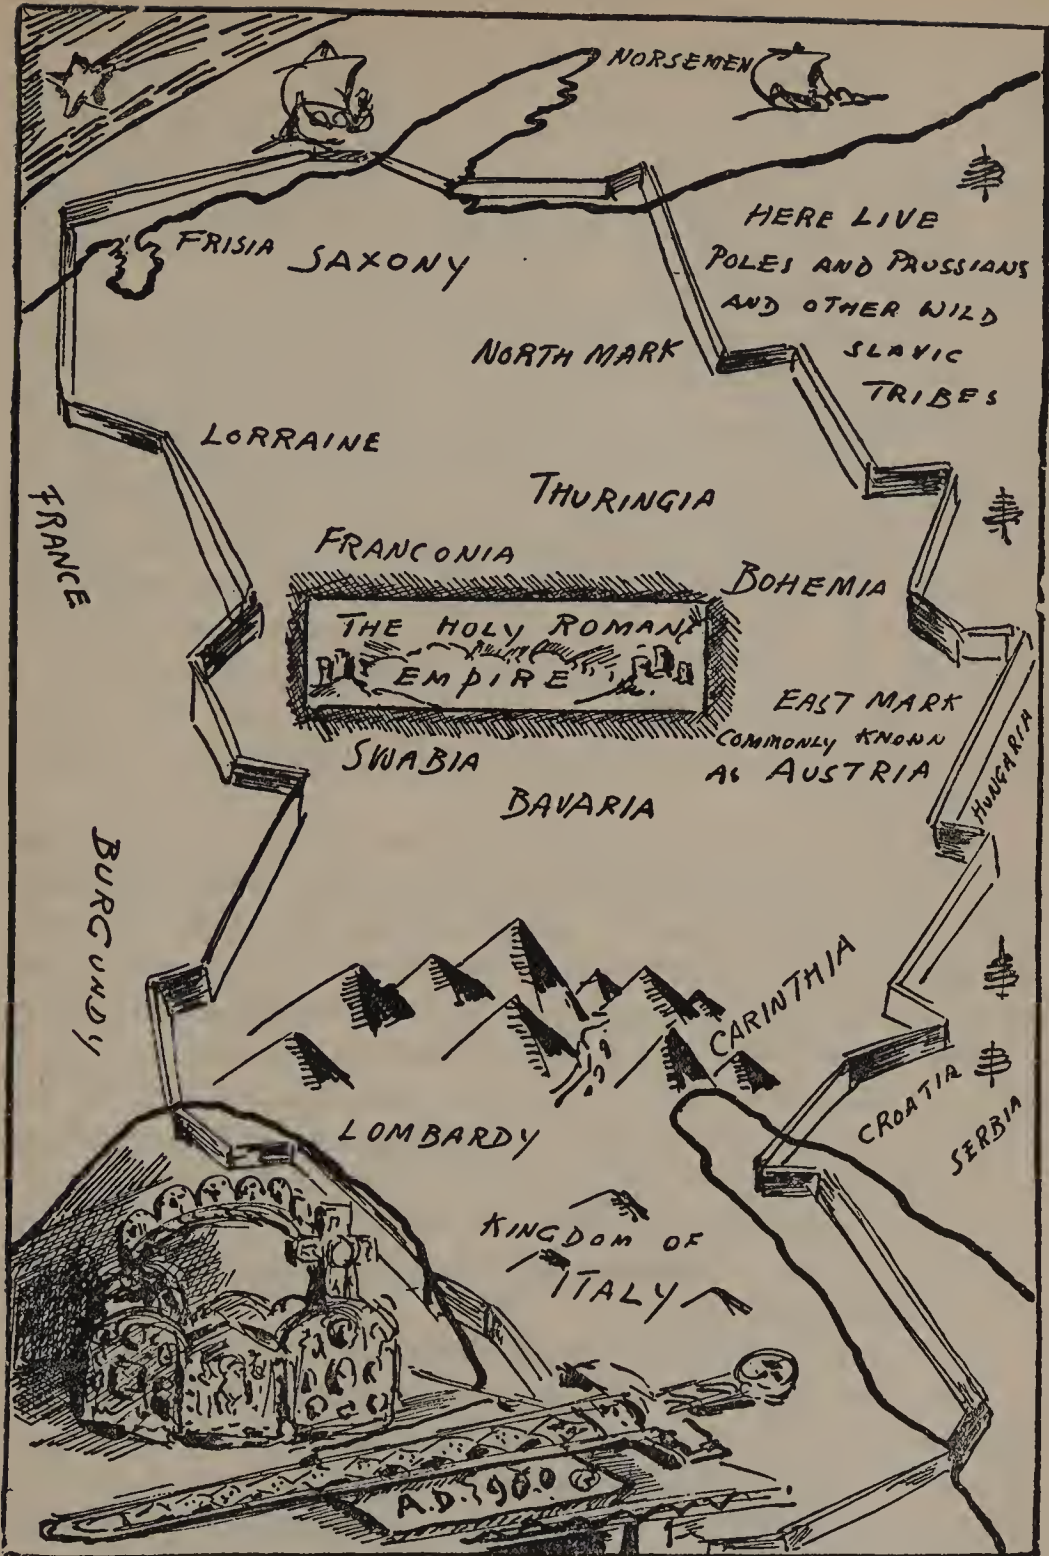 NORSEMEN
HERE LIVE
POLES AND PRUSSIANS
AND OTHER WILD
SLAVIC
TRIBES
FRISIA
SAXONY
NORTH MARK
LORRAINE
FRANCE
THURINGIA
FRANCONIA
BOHEMIA
THE HOLY ROMAN
EMPIRE
EAST MARK
COMMONLY KNOWN
AS AUSTRIA
HUNGARIA
SWABIA
BAVARIA
BURGUNDY
CARINTHIA
CROATIA
SERBIA
LOMBARDY
KINGDOM OF
ITALY
A.D.